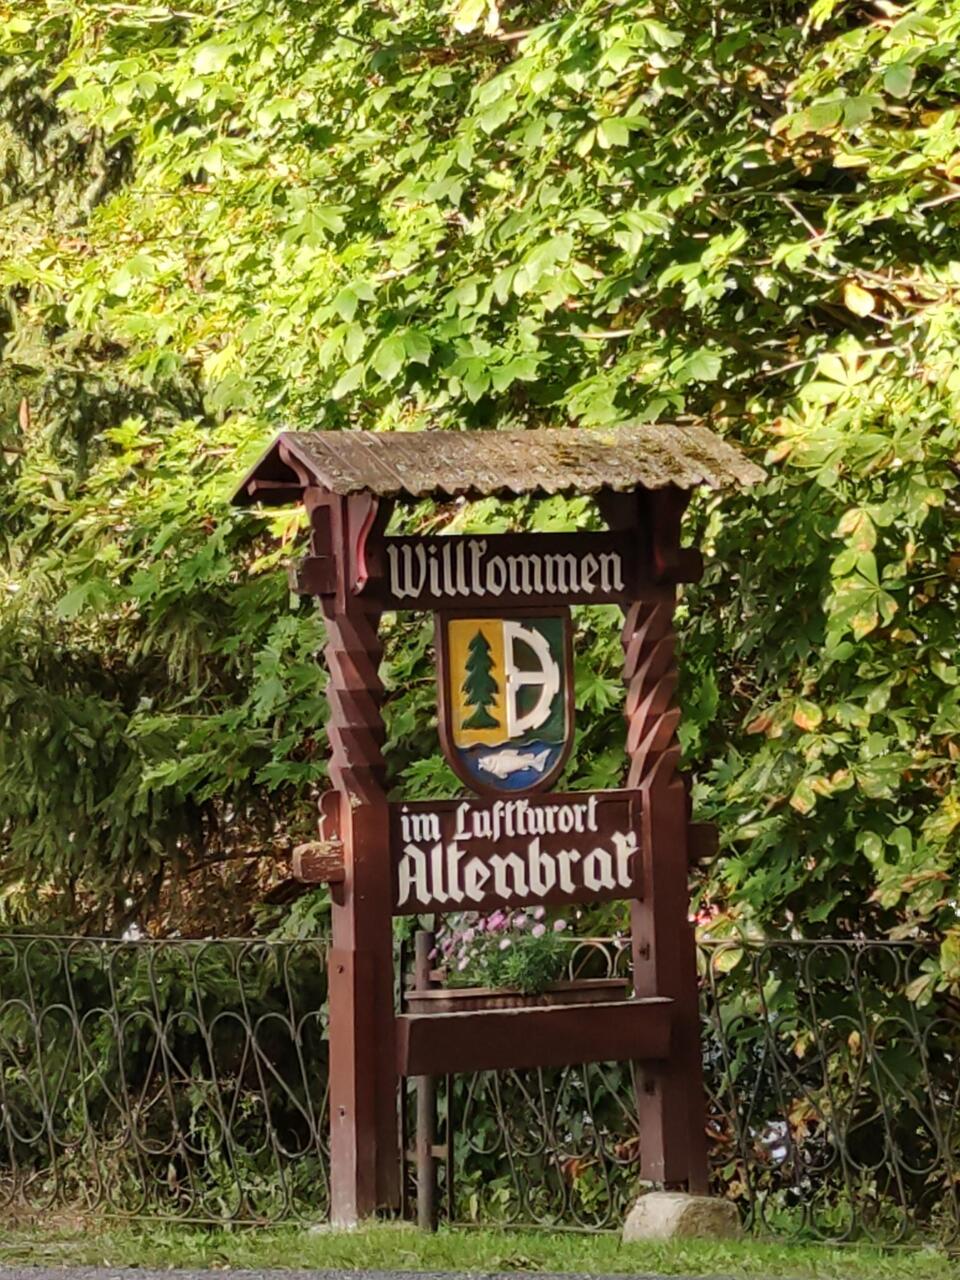 Willkommen
im Luftkurort
Altenbrak